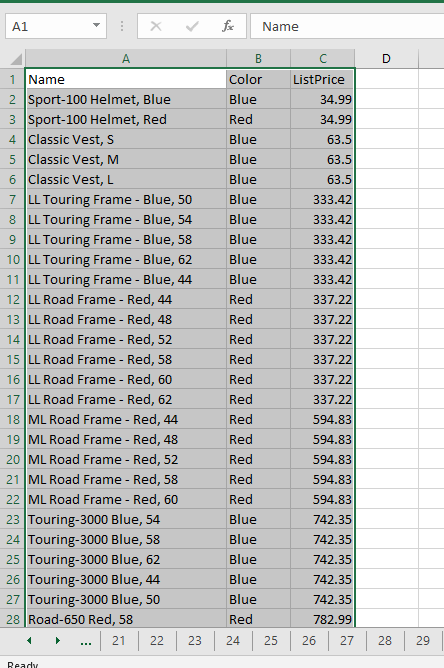 A1 fx Name
A B C D
1 Name Color ListPrice
2 Sport-100 Helmet, Blue Blue 34.99
3 Sport-100 Helmet, Red Red 34.99
4 Classic Vest, S Blue 63.5
5 Classic Vest, M Blue 63.5
6 Classic Vest, L Blue 63.5
7 LL Touring Frame - Blue, 50 Blue 333.42
8 LL Touring Frame - Blue, 54 Blue 333.42
9 LL Touring Frame - Blue, 58 Blue 333.42
10 LL Touring Frame - Blue, 62 Blue 333.42
11 LL Touring Frame - Blue, 44 Blue 333.42
12 LL Road Frame - Red, 44 Red 337.22
13 LL Road Frame - Red, 48 Red 337.22
14 LL Road Frame - Red, 52 Red 337.22
15 LL Road Frame - Red, 58 Red 337.22
16 LL Road Frame - Red, 60 Red 337.22
17 LL Road Frame - Red, 62 Red 337.22
18 ML Road Frame - Red, 44 Red 594.83
19 ML Road Frame - Red, 48 Red 594.83
20 ML Road Frame - Red, 52 Red 594.83
21 ML Road Frame - Red, 58 Red 594.83
22 ML Road Frame - Red, 60 Red 594.83
23 Touring-3000 Blue, 54 Blue 742.35
24 Touring-3000 Blue, 58 Blue 742.35
25 Touring-3000 Blue, 62 Blue 742.35
26 Touring-3000 Blue, 44 Blue 742.35
27 Touring-3000 Blue, 50 Blue 742.35
28 Road-650 Red, 58 Red 782.99
... 21 22 23 24 25 26 27 28 29
Ready